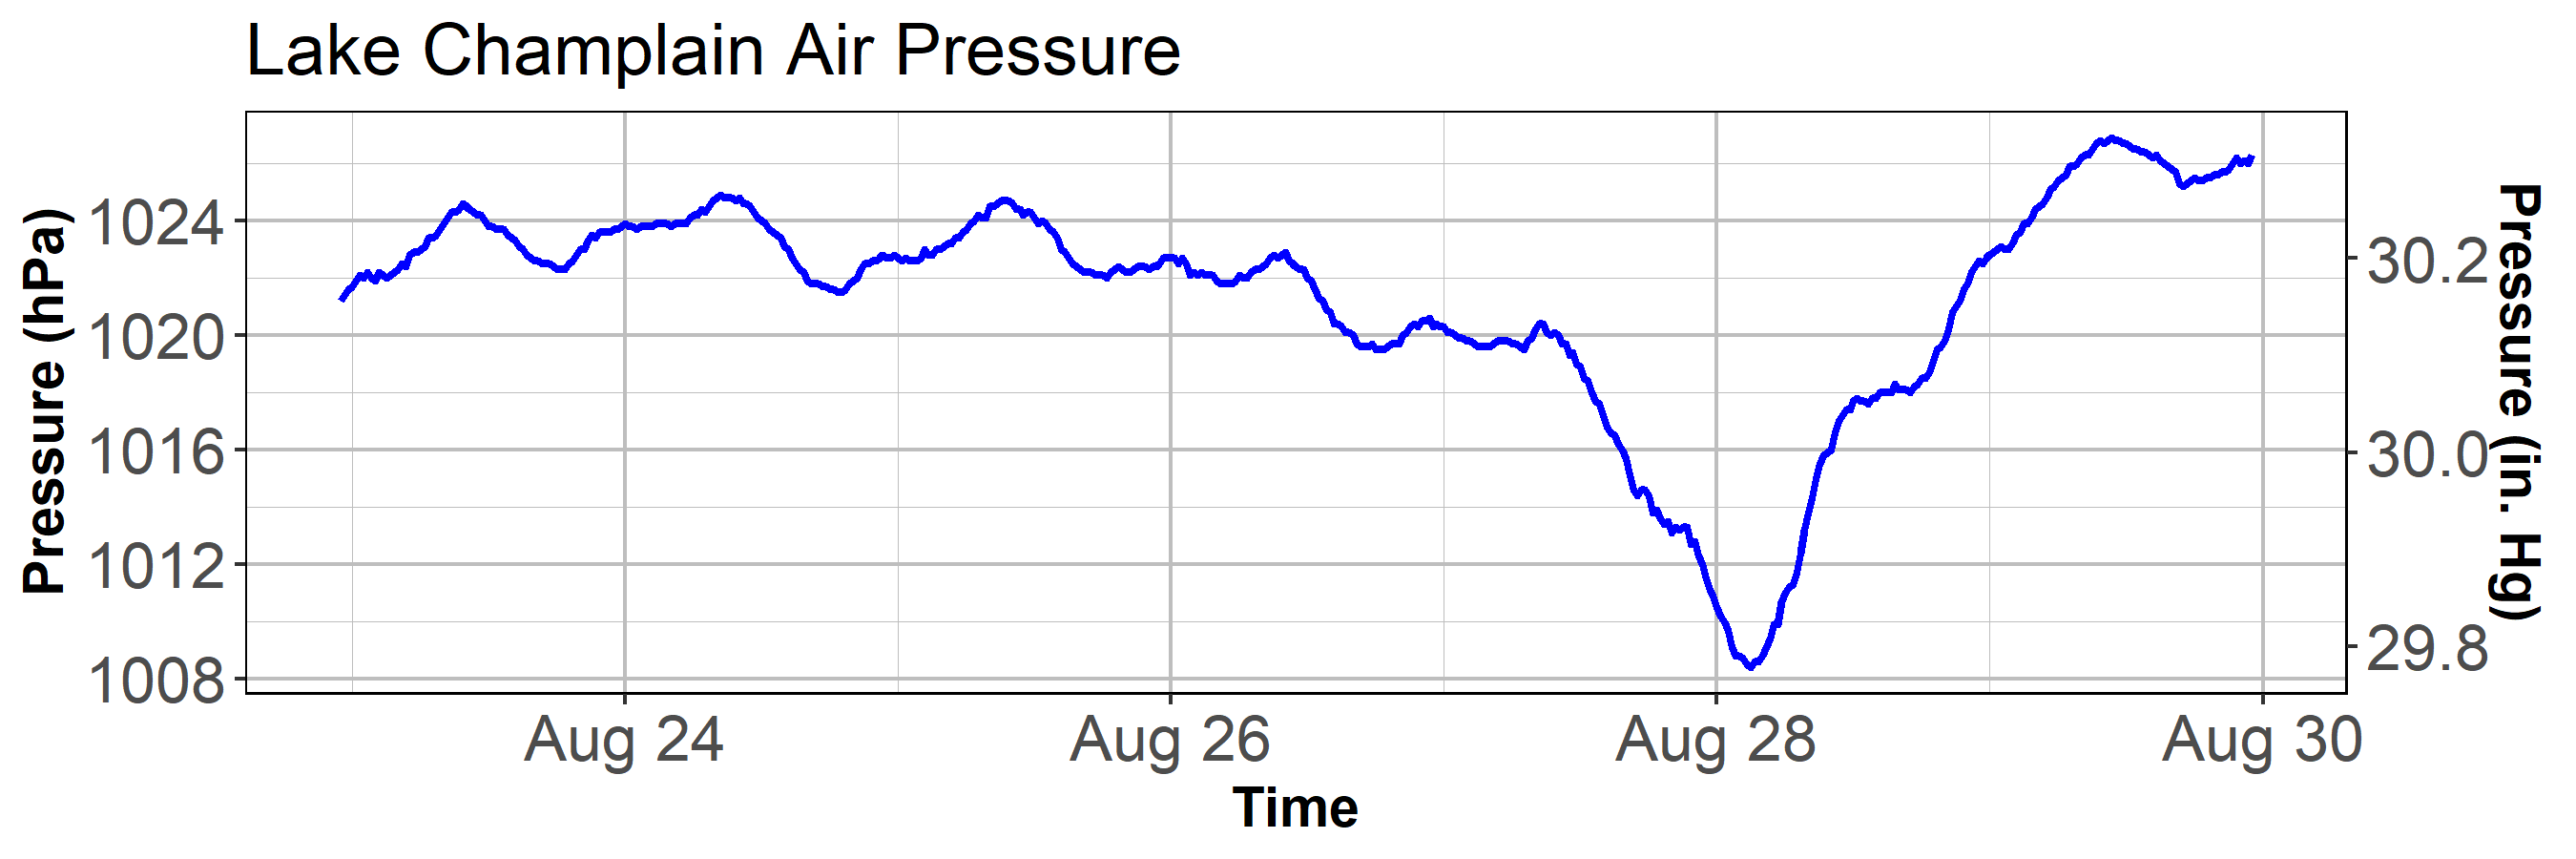 Lake Champlain Air Pressure
Pressure (hPa)
1024
1020
1016
1012
1008
30.2
30.0
29.8
Pressure (in. Hg)
Aug 24
Aug 26
Aug 28
Aug 30
Time